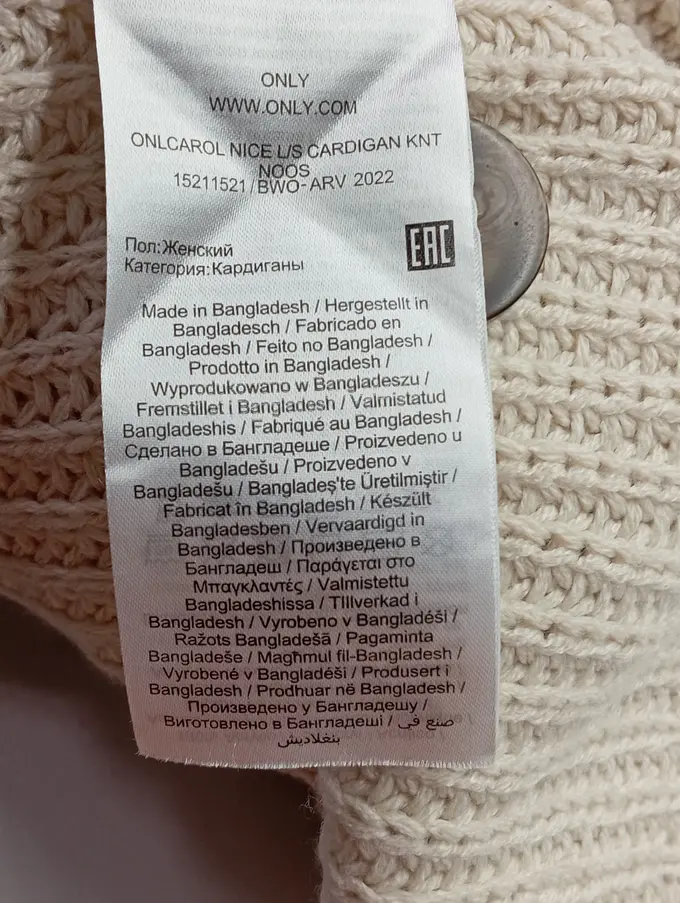 ONLY
WWW.ONLY.COM
ONLCAROL NICE L/S CARDIGAN KNT
NOOS
15211521/BWO-ARV 2022
Пол:Женский
Категория:Кардиганы
EAC
Made in Bangladesh / Hergestellt in
Bangladesch / Fabricado en
Bangladesh / Feito no Bangladesh /
Prodotto in Bangladesh /
Wyprodukowano w Bangladeszu /
Fremstillet i Bangladesh / Valmistatud
Bangladeshis / Fabriqué au Bangladesh /
Сделано в Бангладеше / Proizvedeno u
Bangladešu / Proizvedeno v
Bangladešu / Bangladeş'te Üretilmiştir /
Fabricat în Bangladesh / Készült
Bangladesben / Vervaardigd in
Bangladesh / Произведено в
Бангладеш / Παράγεται στο
Μπαγκλαντές / Valmistettu
Bangladeshissa / TIllverkad i
Bangladesh / Vyrobeno v Bangladéši /
Ražots Bangladešā / Pagaminta
Bangladeše / Magħmul fil-Bangladesh /
Vyrobené v Bangladéši / Produsert i
Bangladesh / Prodhuar në Bangladesh /
Произведено у Бангладешу /
Виготовлено в Бангладеші / صنع في
بنغلاديش